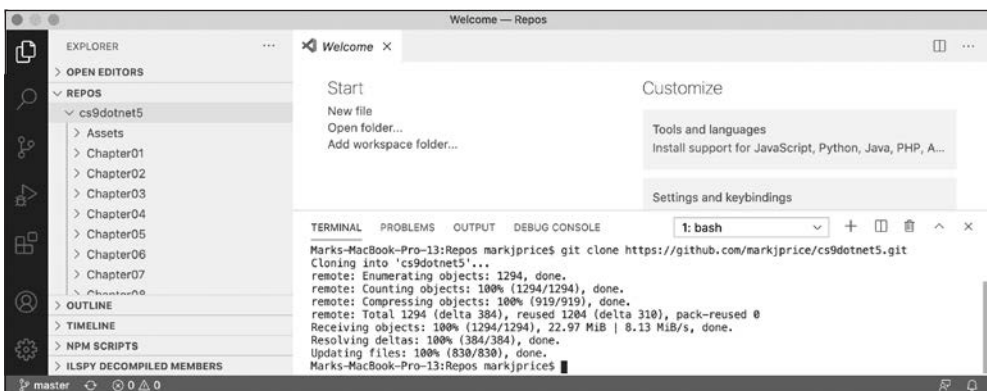 Welcome — Repos
EXPLORER
OPEN EDITORS
REPOS
cs9dotnet5
Assets
Chapter01
Chapter02
Chapter03
Chapter04
Chapter05
Chapter06
Chapter07
Chapter08
OUTLINE
TIMELINE
NPM SCRIPTS
ILSPY DECOMPILED MEMBERS
Welcome
Start
New file
Open folder...
Add workspace folder...
Customize
Tools and languages
Install support for JavaScript, Python, Java, PHP, A...
Settings and keybindings
TERMINAL PROBLEMS OUTPUT DEBUG CONSOLE 1: bash
Marks-MacBook-Pro-13:Repos markjprice$ git clone https://github.com/markjprice/cs9dotnet5.git
Cloning into 'cs9dotnet5'...
remote: Enumerating objects: 1294, done.
remote: Counting objects: 100% (1294/1294), done.
remote: Compressing objects: 100% (919/919), done.
remote: Total 1294 (delta 384), reused 1204 (delta 310), pack-reused 0
Receiving objects: 100% (1294/1294), 22.97 MiB | 8.13 MiB/s, done.
Resolving deltas: 100% (384/384), done.
Updating files: 100% (830/830), done.
Marks-MacBook-Pro-13:Repos markjprice$
master 0 0